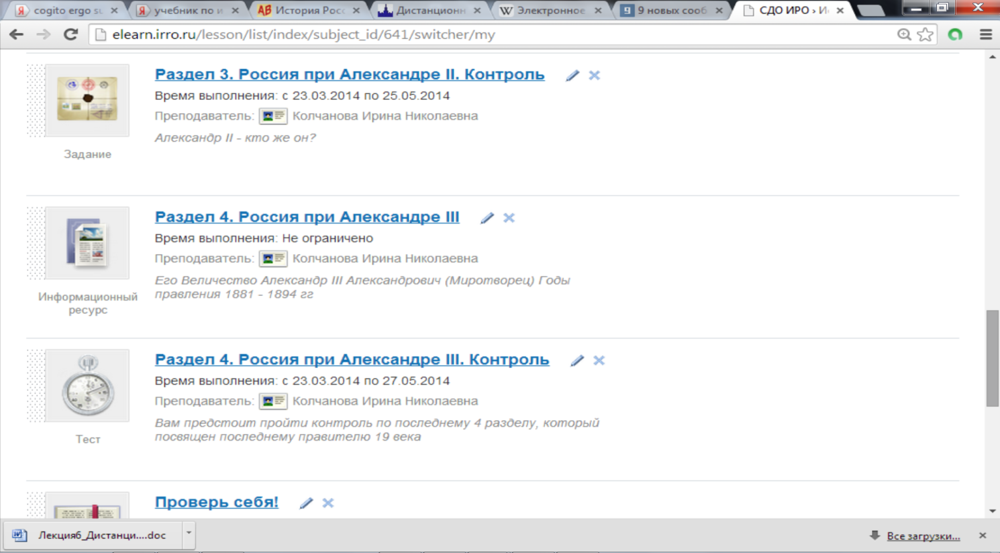 cogito ergo su
учебник по и
АВ История Росс
Дистанционн
W Электронное
9 новых сооб
СДО ИРО › И
elearn.irro.ru/lesson/list/index/subject_id/641/switcher/my
Раздел 3. Россия при Александре II. Контроль
Время выполнения: с 23.03.2014 по 25.05.2014
Преподаватель: Колчанова Ирина Николаевна
Александр II - кто же он?
Задание
Раздел 4. Россия при Александре III
Время выполнения: Не ограничено
Преподаватель: Колчанова Ирина Николаевна
Его Величество Александр III Александрович (Миротворец) Годы
правления 1881 - 1894 гг
Информационный
ресурс
Раздел 4. Россия при Александре III. Контроль
Время выполнения: с 23.03.2014 по 27.05.2014
Преподаватель: Колчанова Ирина Николаевна
Вам предстоит пройти контроль по последнему 4 разделу, который
посвящен последнему правителю 19 века
Тест
Проверь себя!
Лекция6_Дистанци....doc
Все загрузки...